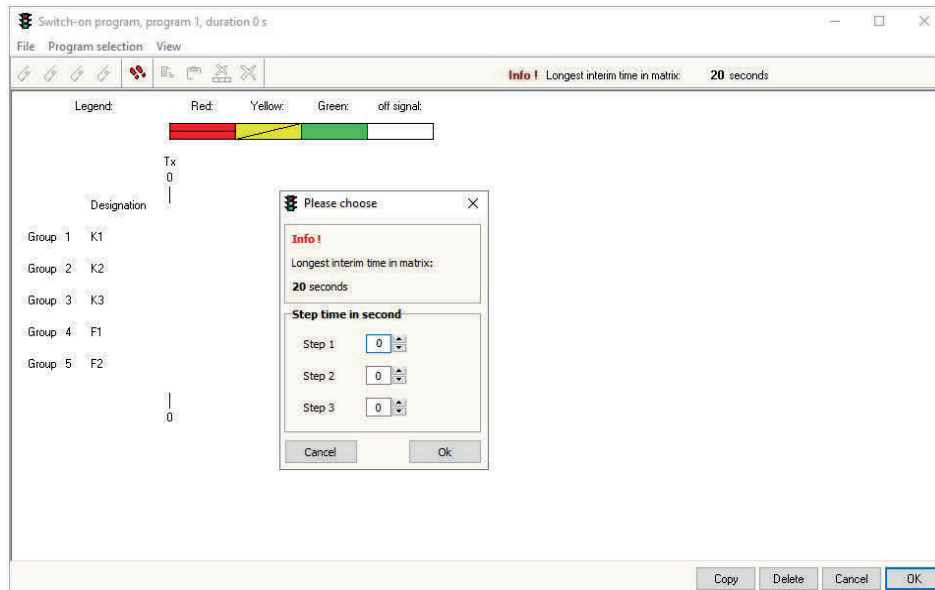 Switch-on program, program 1, duration 0 s
File Program selection View
Info ! Longest interim time in matrix: 20 seconds
Legend: Red: Yellow: Green: off signal:
Tx
0
Designation
Group 1 K1
Group 2 K2
Group 3 K3
Group 4 F1
Group 5 F2
0
Please choose
Info !
Longest interim time in matrix:
20 seconds
Step time in second
Step 1 0
Step 2 0
Step 3 0
Cancel Ok
Copy Delete Cancel OK